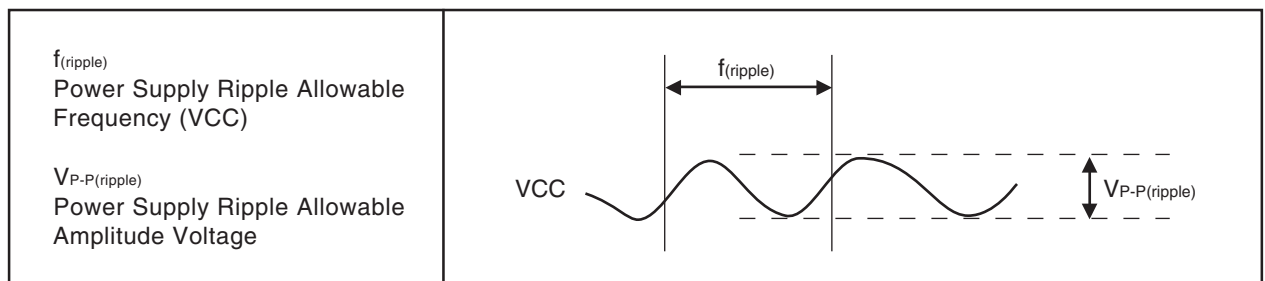 f(ripple)
Power Supply Ripple Allowable
Frequency (VCC)
VP-P(ripple)
Power Supply Ripple Allowable
Amplitude Voltage
f(ripple)
VCC
VP-P(ripple)